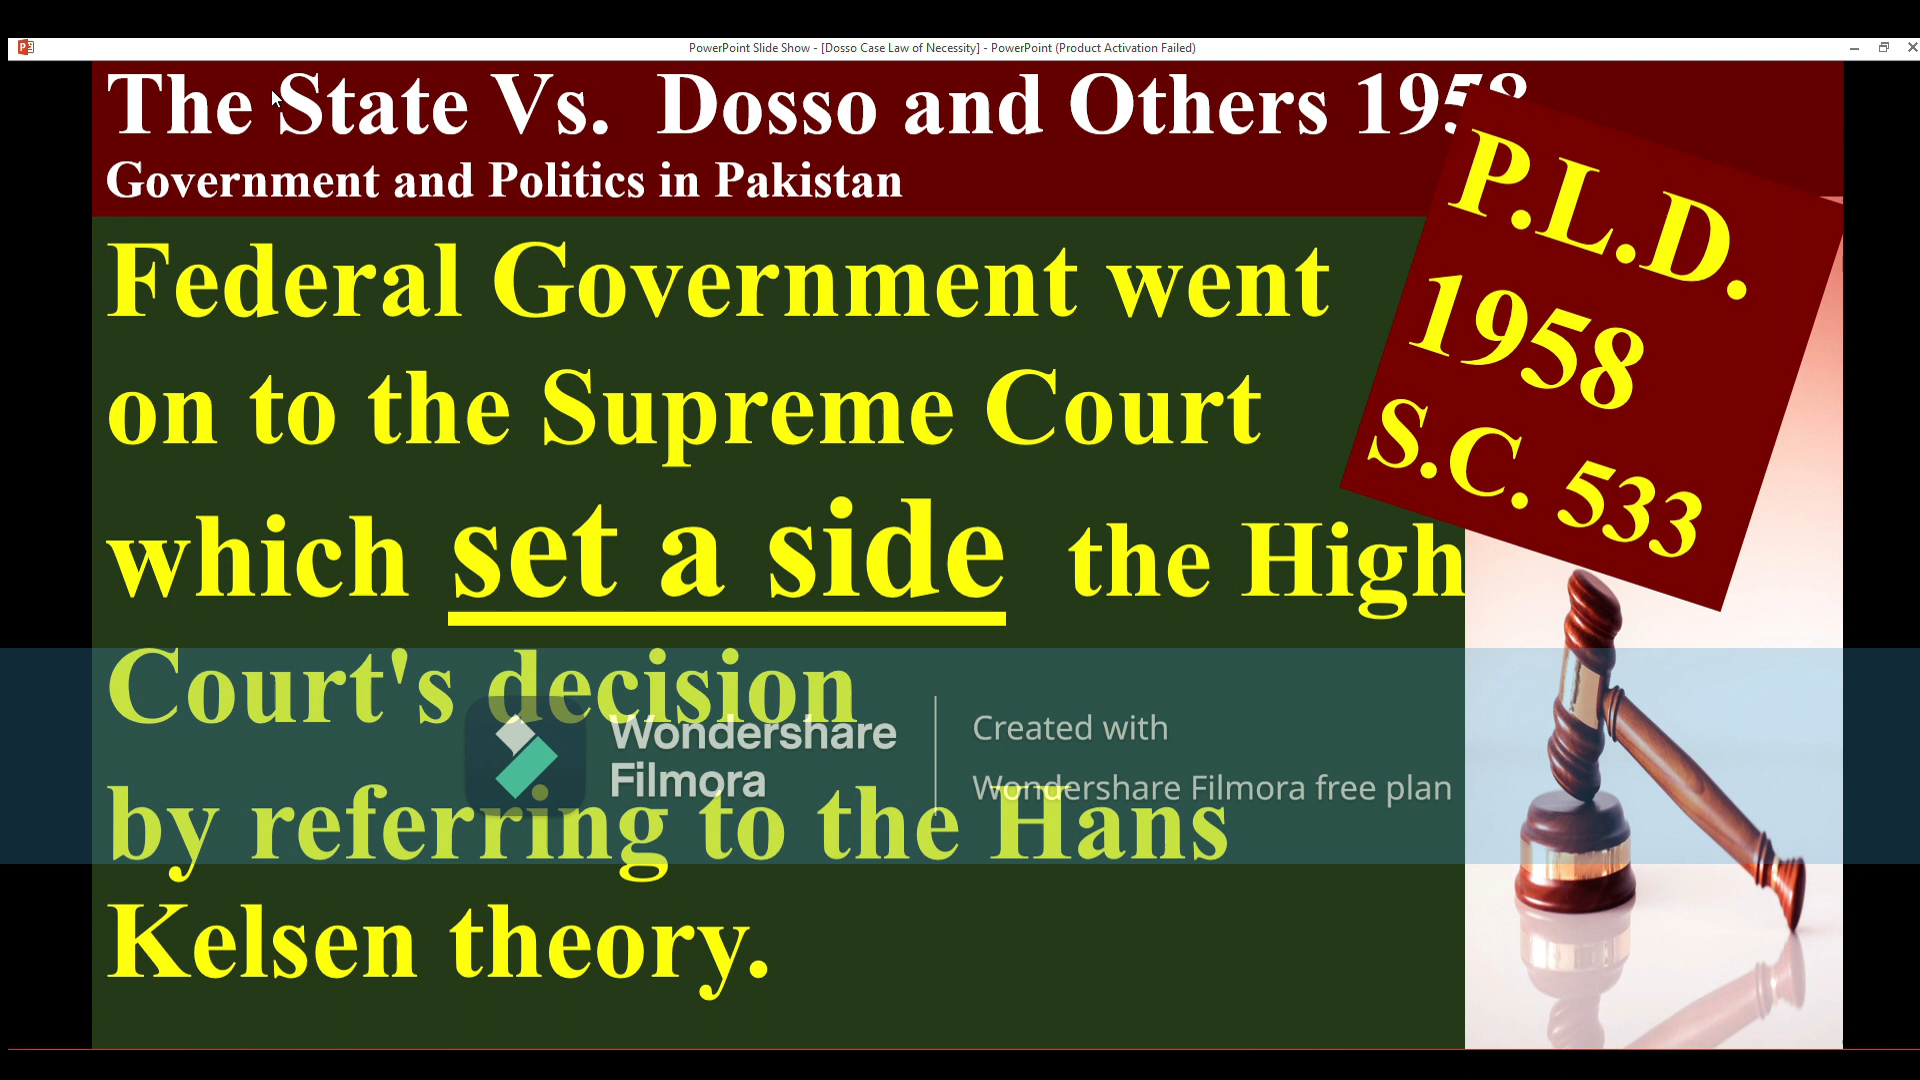 PowerPoint Slide Show - [Dosso Case Law of Necessity] - PowerPoint (Product Activation Failed)
The State Vs. Dosso and Others 1958
Government and Politics in Pakistan
P.L.D.
1958
S.C. 533
Federal Government went
on to the Supreme Court
which set a side the High
Court's decision
by referring to the Hans
Kelsen theory.
Wondershare
Filmora
Created with
Wondershare Filmora free plan